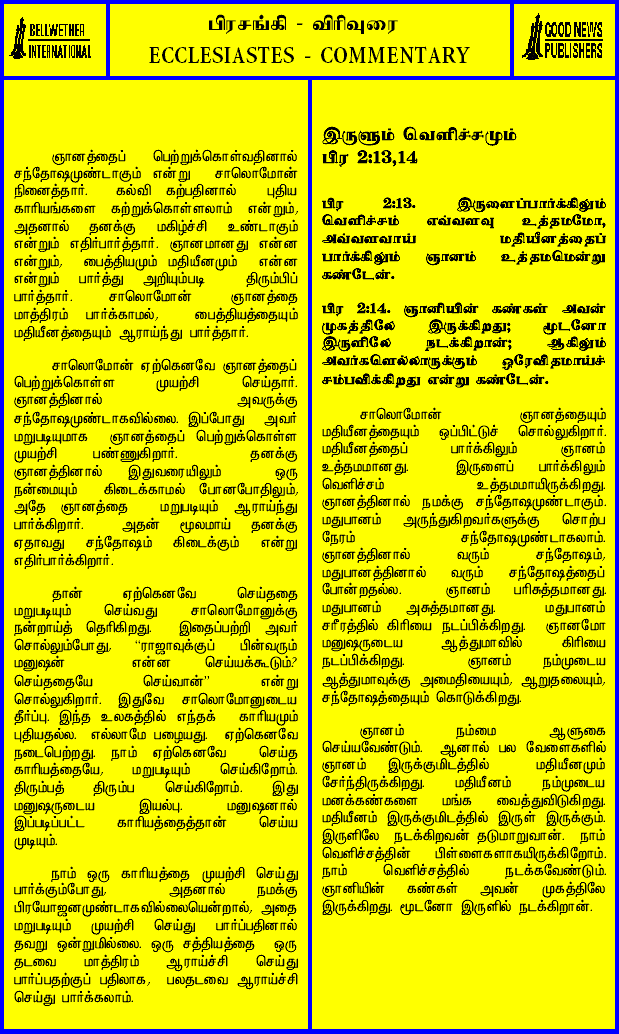 BELLWETHER
INTERNATIONAL
பிரசங்கி - விரிவுரை
ECCLESIASTES - COMMENTARY
GOOD NEWS
PUBLISHERS
ஞானத்தைப் பெற்றுக்கொள்வதினால்
சந்தோஷமுண்டாகும் என்று சாலொமோன்
நினைத்தார். கல்வி கற்பதினால் புதிய
காரியங்களை கற்றுக்கொள்ளலாம் என்றும்,
அதனால் தனக்கு மகிழ்ச்சி உண்டாகும்
என்றும் எதிர்பார்த்தார். ஞானமானது என்ன
என்றும், பைத்தியமும் மதியீனமும் என்ன
என்றும் பார்த்து அறியும்படி திரும்பிப்
பார்த்தார். சாலொமோன் ஞானத்தை
மாத்திரம் பார்க்காமல், பைத்தியத்தையும்
மதியீனத்தையும் ஆராய்ந்து பார்த்தார்.
சாலொமோன் ஏற்கெனவே ஞானத்தைப்
பெற்றுக்கொள்ள முயற்சி செய்தார்.
ஞானத்தினால் அவருக்கு
சந்தோஷமுண்டாகவில்லை. இப்போது அவர்
மறுபடியுமாக ஞானத்தைப் பெற்றுக்கொள்ள
முயற்சி பண்ணுகிறார். தனக்கு
ஞானத்தினால் இதுவரையிலும் ஒரு
நன்மையும் கிடைக்காமல் போனபோதிலும்,
அதே ஞானத்தை மறுபடியும் ஆராய்ந்து
பார்க்கிறார். அதன் மூலமாய் தனக்கு
ஏதாவது சந்தோஷம் கிடைக்கும் என்று
எதிர்பார்க்கிறார்.
தான் ஏற்கெனவே செய்ததை
மறுபடியும் செய்வது சாலொமோனுக்கு
நன்றாய்த் தெரிகிறது. இதைப்பற்றி அவர்
சொல்லும்போது, “ராஜாவுக்குப் பின்வரும்
மனுஷன் என்ன செய்யக்கூடும்?
செய்ததையே செய்வான்” என்று
சொல்லுகிறார். இதுவே சாலொமோனுடைய
தீர்ப்பு. இந்த உலகத்தில் எந்தக் காரியமும்
புதியதல்ல. எல்லாமே பழையது. ஏற்கெனவே
நடைபெற்றது. நாம் ஏற்கெனவே செய்த
காரியத்தையே, மறுபடியும் செய்கிறோம்.
திரும்பத் திரும்ப செய்கிறோம். இது
மனுஷருடைய இயல்பு. மனுஷனால்
இப்படிப்பட்ட காரியத்தைத்தான் செய்ய
முடியும்.
நாம் ஒரு காரியத்தை முயற்சி செய்து
பார்க்கும்போது, அதனால் நமக்கு
பிரயோஜனமுண்டாகவில்லையென்றால், அதை
மறுபடியும் முயற்சி செய்து பார்ப்பதினால்
தவறு ஒன்றுமில்லை. ஒரு சத்தியத்தை ஒரு
தடவை மாத்திரம் ஆராய்ச்சி செய்து
பார்ப்பதற்குப் பதிலாக, பலதடவை ஆராய்ச்சி
செய்து பார்க்கலாம்.
இருளும் வெளிச்சமும்
பிர 2:13,14
பிர 2:13. இருளைப்பார்க்கிலும்
வெளிச்சம் எவ்வளவு உத்தமமோ,
அவ்வளவாய் மதியீனத்தைப்
பார்க்கிலும் ஞானம் உத்தமமென்று
கண்டேன்.
பிர 2:14. ஞானியின் கண்கள் அவன்
முகத்திலே இருக்கிறது; மூடனோ
இருளிலே நடக்கிறான்; ஆகிலும்
அவர்களெல்லாருக்கும் ஒரேவிதமாய்ச்
சம்பவிக்கிறது என்று கண்டேன்.
சாலொமோன் ஞானத்தையும்
மதியீனத்தையும் ஒப்பிட்டுச் சொல்லுகிறார்.
மதியீனத்தைப் பார்க்கிலும் ஞானம்
உத்தமமானது. இருளைப் பார்க்கிலும்
வெளிச்சம் உத்தமமாயிருக்கிறது.
ஞானத்தினால் நமக்கு சந்தோஷமுண்டாகும்.
மதுபானம் அருந்துகிறவர்களுக்கு சொற்ப
நேரம் சந்தோஷமுண்டாகலாம்.
ஞானத்தினால் வரும் சந்தோஷம்,
மதுபானத்தினால் வரும் சந்தோஷத்தைப்
போன்றதல்ல. ஞானம் பரிசுத்தமானது.
மதுபானம் அசுத்தமானது. மதுபானம்
சரீரத்தில் கிரியை நடப்பிக்கிறது. ஞானமோ
மனுஷருடைய ஆத்துமாவில் கிரியை
நடப்பிக்கிறது. ஞானம் நம்முடைய
ஆத்துமாவுக்கு அமைதியையும், ஆறுதலையும்,
சந்தோஷத்தையும் கொடுக்கிறது.
ஞானம் நம்மை ஆளுகை
செய்யவேண்டும். ஆனால் பல வேளைகளில்
ஞானம் இருக்குமிடத்தில் மதியீனமும்
சேர்ந்திருக்கிறது. மதியீனம் நம்முடைய
மனக்கண்களை மங்க வைத்துவிடுகிறது.
மதியீனம் இருக்குமிடத்தில் இருள் இருக்கும்.
இருளிலே நடக்கிறவன் தடுமாறுவான். நாம்
வெளிச்சத்தின் பிள்ளைகளாகயிருக்கிறோம்.
நாம் வெளிச்சத்தில் நடக்கவேண்டும்.
ஞானியின் கண்கள் அவன் முகத்திலே
இருக்கிறது. மூடனோ இருளில் நடக்கிறான்.